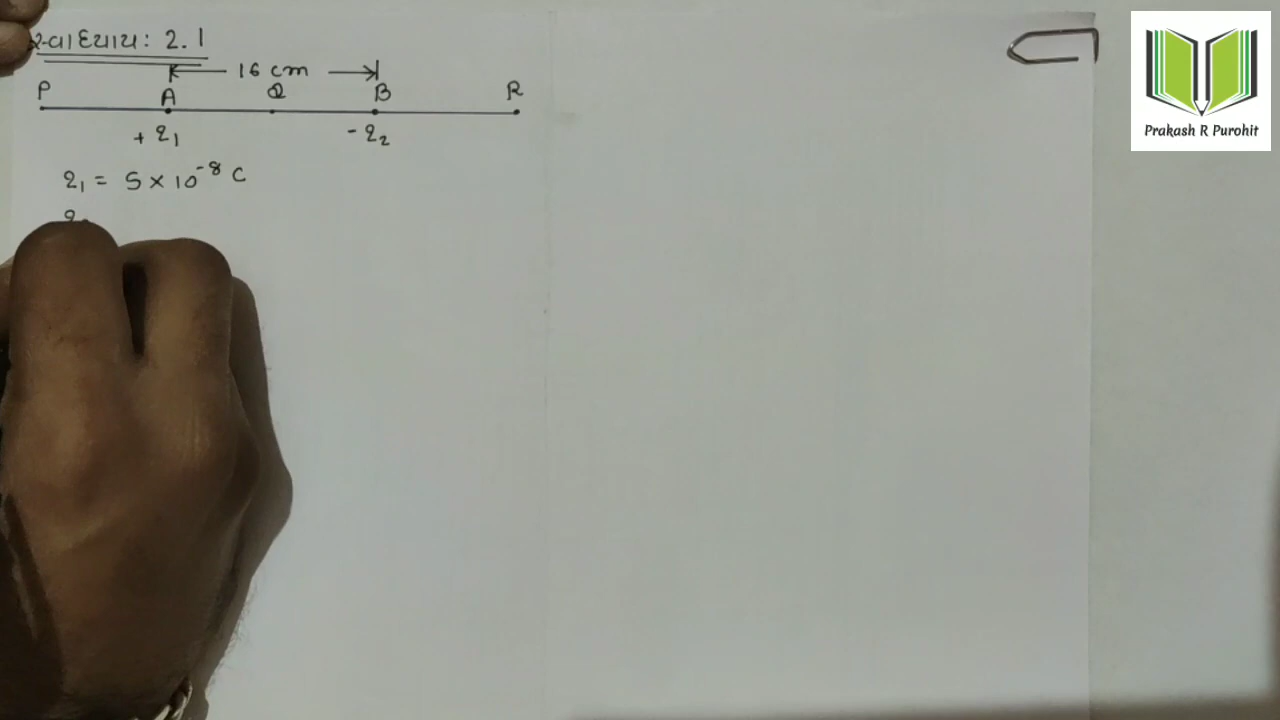 સ્વાધ્યાય: 2.1
16 cm
P A Q B R
+ q₁ - q₂
q₁ = 5 × 10⁻⁸ C
Prakash R Purohit